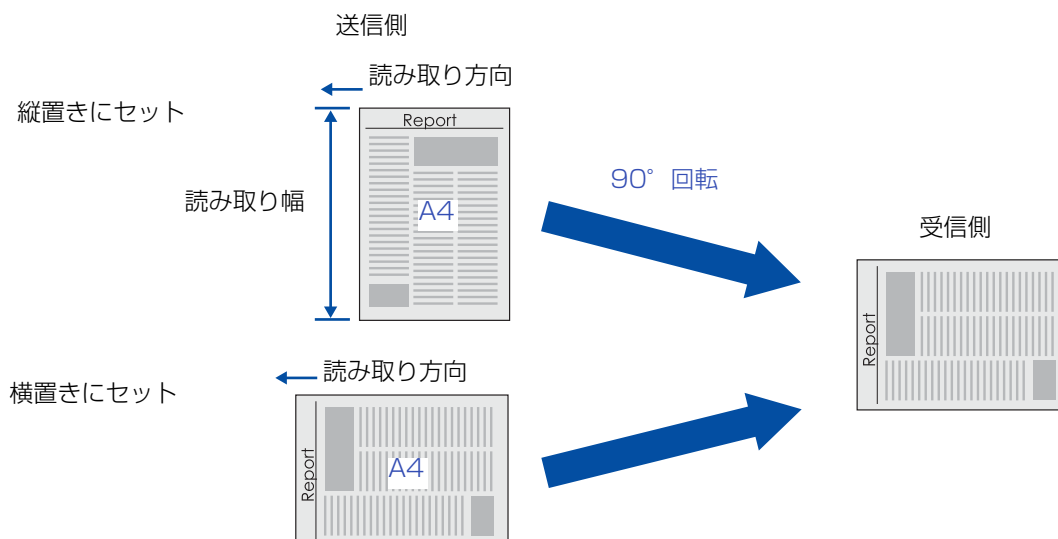 送信側
読み取り方向
縦置きにセット
Report
読み取り幅
A4
90° 回転
受信側
Report
読み取り方向
横置きにセット
Report
A4